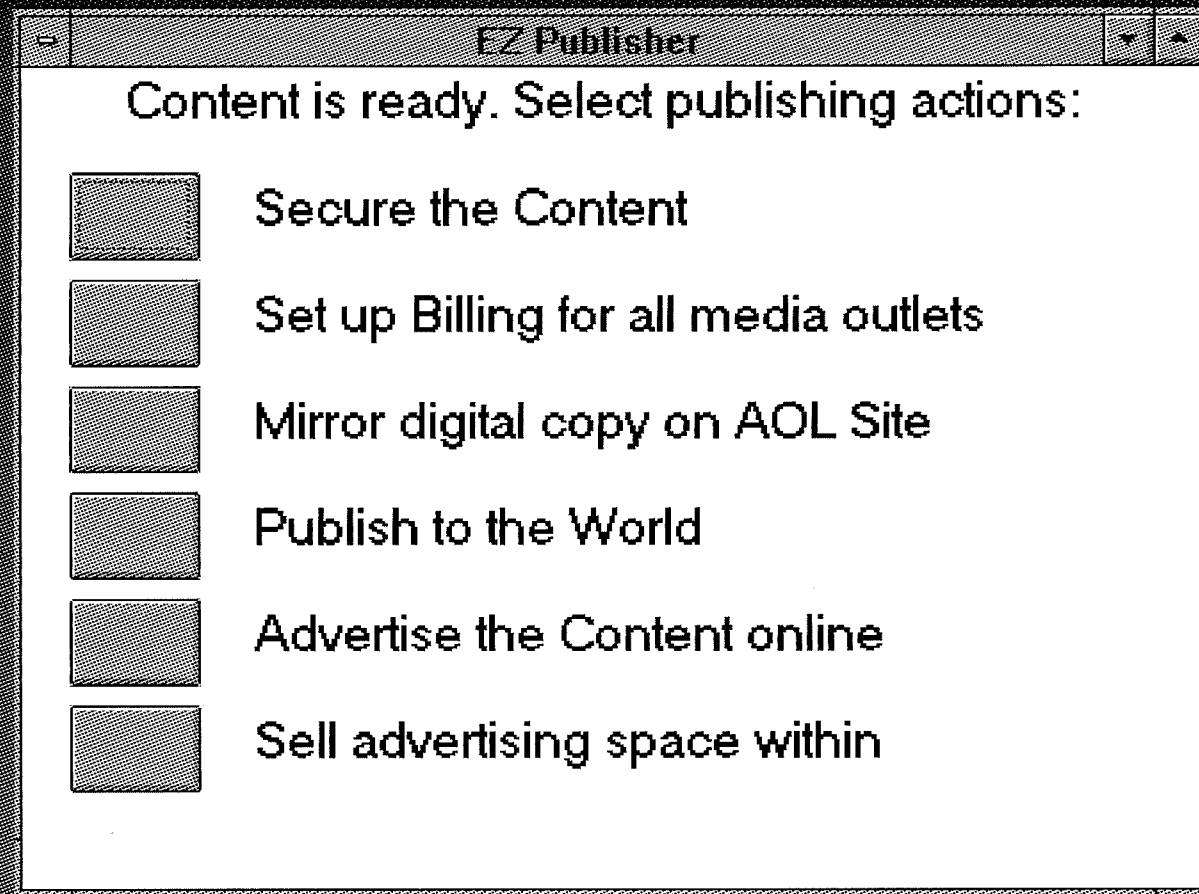 EZ Publisher
Content is ready. Select publishing actions:
Secure the Content
Set up Billing for all media outlets
Mirror digital copy on AOL Site
Publish to the World
Advertise the Content online
Sell advertising space within